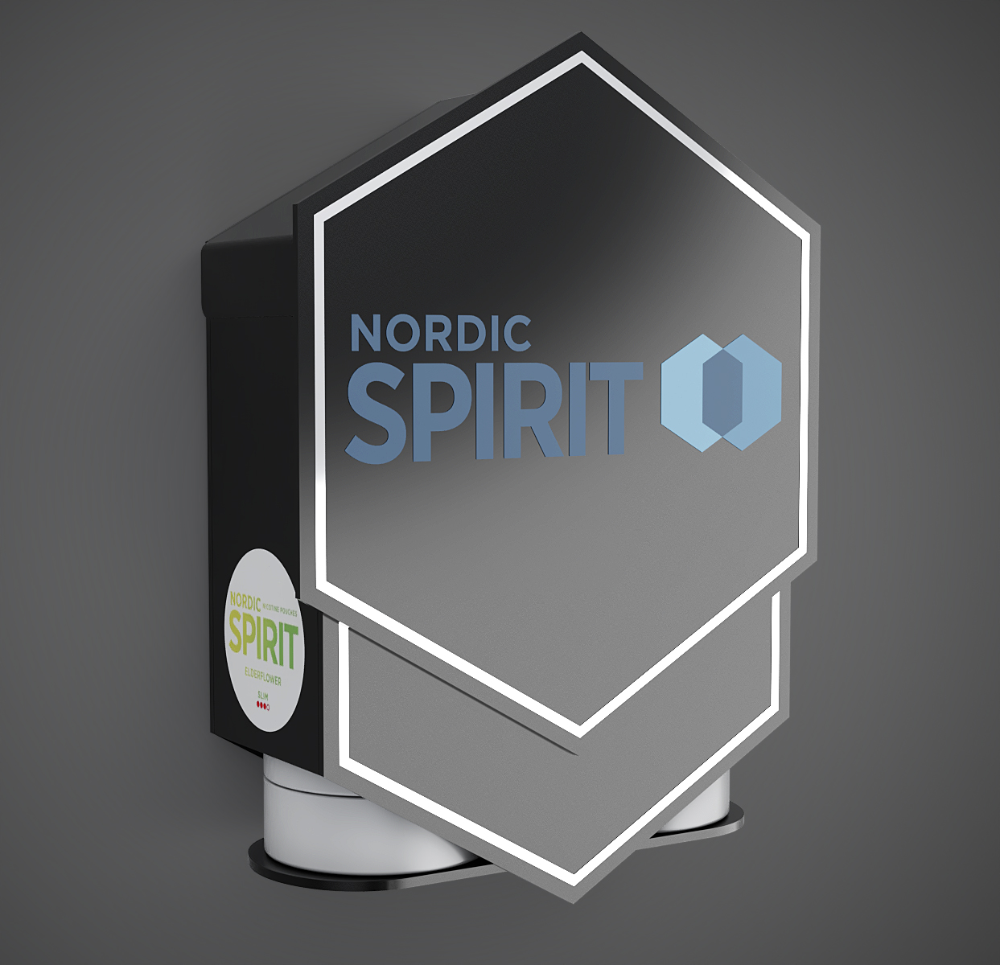 NORDIC
SPIRIT
NORDIC NICOTINE POUCHES
SPIRIT
ELDERFLOWER
SLIM